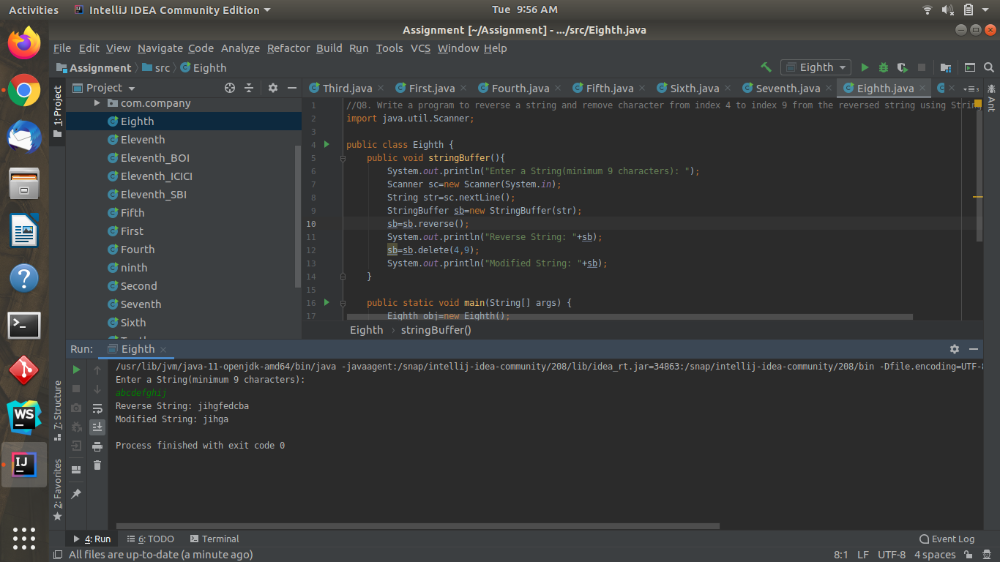 Activities IntelliJ IDEA Community Edition Tue 9:56 AM
Assignment [~/Assignment] - .../src/Eighth.java
File Edit View Navigate Code Analyze Refactor Build Run Tools VCS Window Help
Assignment src Eighth Eighth
1: Project
Project
Third.java First.java Fourth.java Fifth.java Sixth.java Seventh.java Eighth.java
Ant
com.company
Eighth
Eleventh
Eleventh_BOI
Eleventh_ICICI
Eleventh_SBI
Fifth
First
Fourth
ninth
Second
Seventh
Sixth
1 //Q8. Write a program to reverse a string and remove character from index 4 to index 9 from the reversed string using Strin
2 import java.util.Scanner;
3
4 public class Eighth {
5 public void stringBuffer(){
6 System.out.println("Enter a String(minimum 9 characters): ");
7 Scanner sc=new Scanner(System.in);
8 String str=sc.nextLine();
9 StringBuffer sb=new StringBuffer(str);
10 sb=sb.reverse();
11 System.out.println("Reverse String: "+sb);
12 sb=sb.delete(4,9);
13 System.out.println("Modified String: "+sb);
14 }
15
16 public static void main(String[] args) {
17 Eighth obj=new Eighth();
Eighth › stringBuffer()
Run: Eighth
/usr/lib/jvm/java-11-openjdk-amd64/bin/java -javaagent:/snap/intellij-idea-community/208/lib/idea_rt.jar=34863:/snap/intellij-idea-community/208/bin -Dfile.encoding=UTF-8
Enter a String(minimum 9 characters):
abcdefghij
Reverse String: jihgfedcba
Modified String: jihga
Process finished with exit code 0
7: Structure
2: Favorites
WS
IJ
4: Run 6: TODO Terminal Event Log
All files are up-to-date (a minute ago) 8:1 LF UTF-8 4 spaces